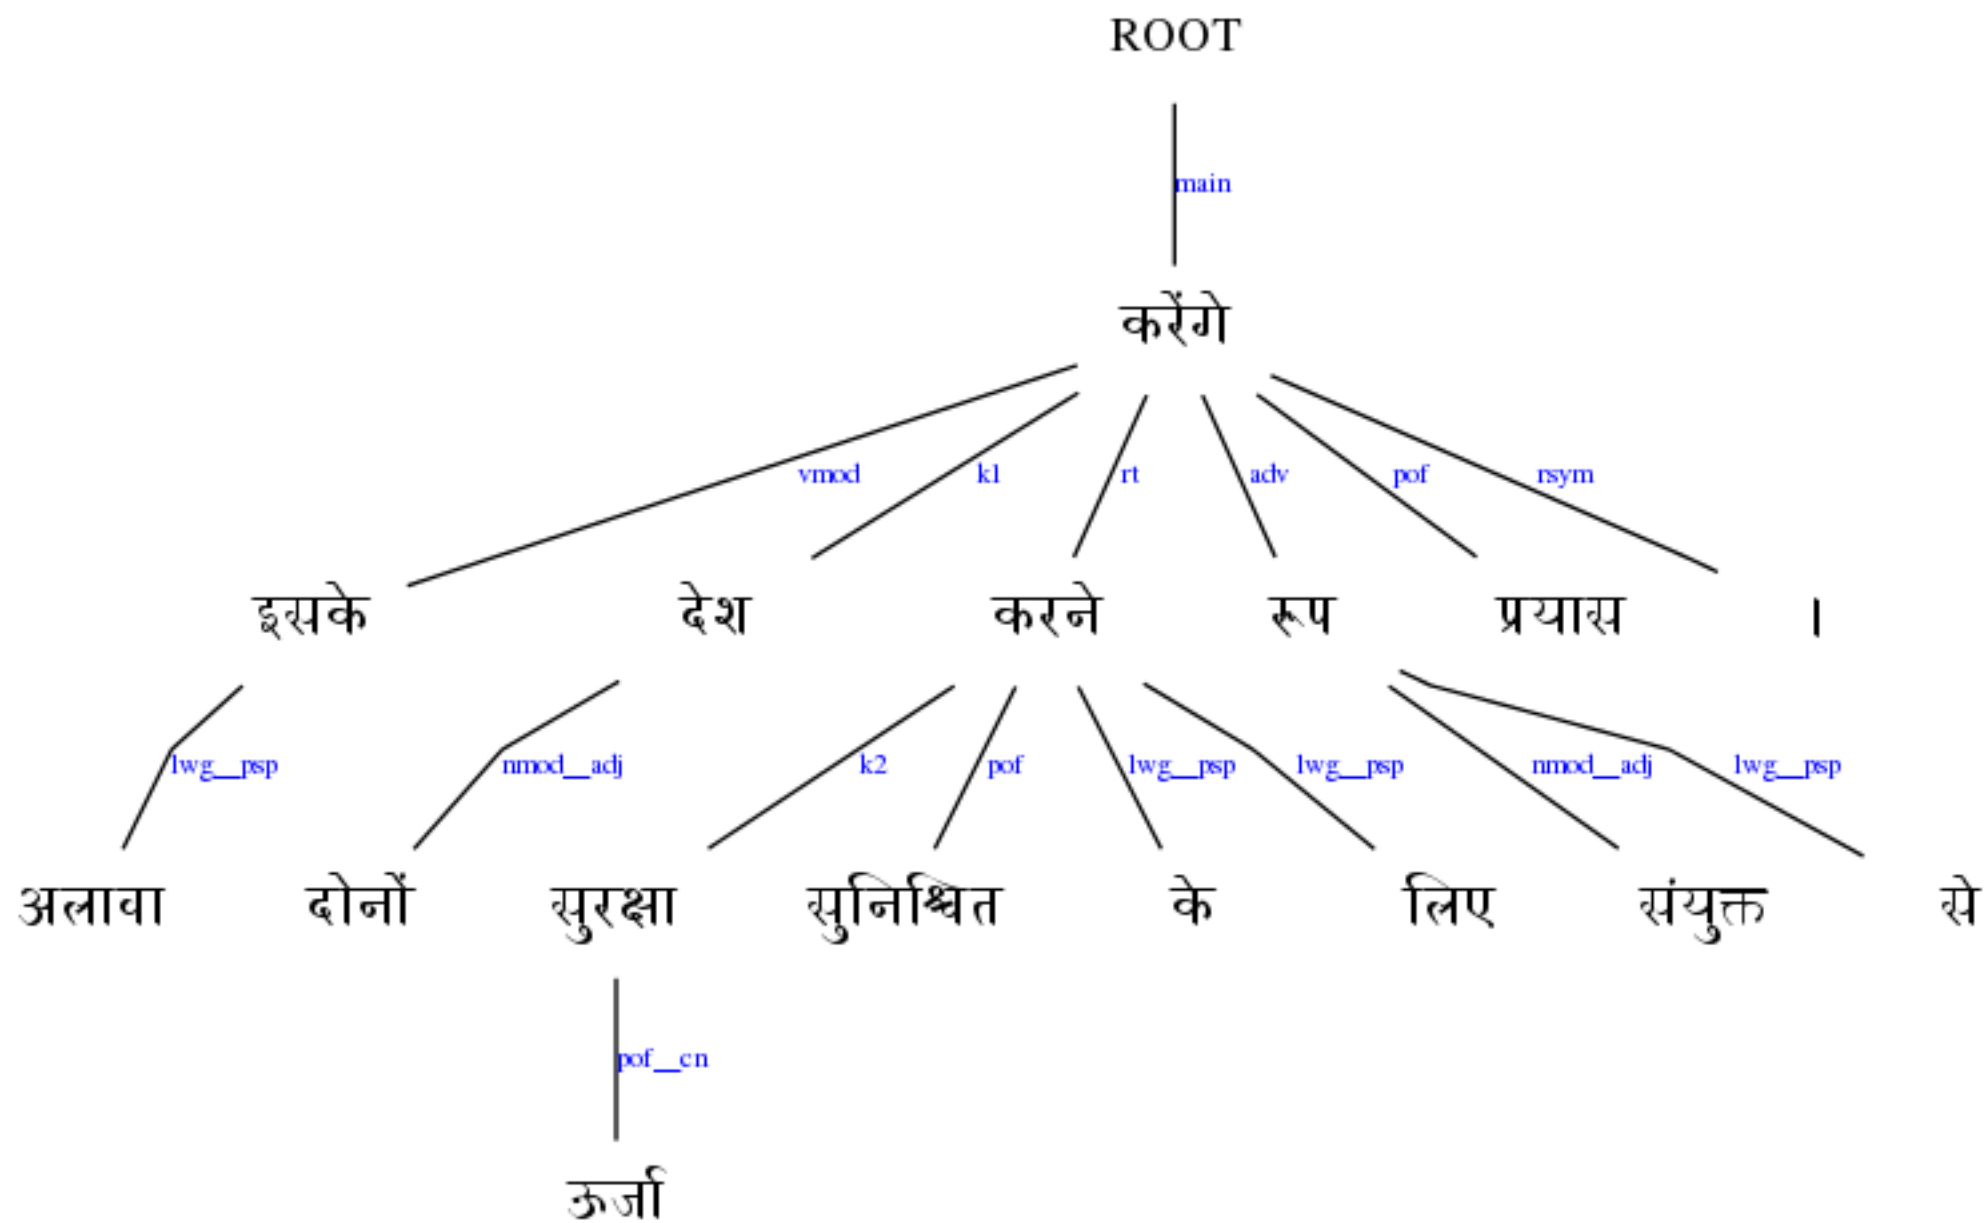 ROOT
main
करेंगे
vmod k1 rt adv pof rsym
इसके देश करने रूप प्रयास ।
lwg__psp nmod__adj k2 pof lwg__psp lwg__psp nmod__adj lwg__psp
अलावा दोनों सुरक्षा सुनिश्चित के लिए संयुक्त से
pof__cn
ऊर्जा